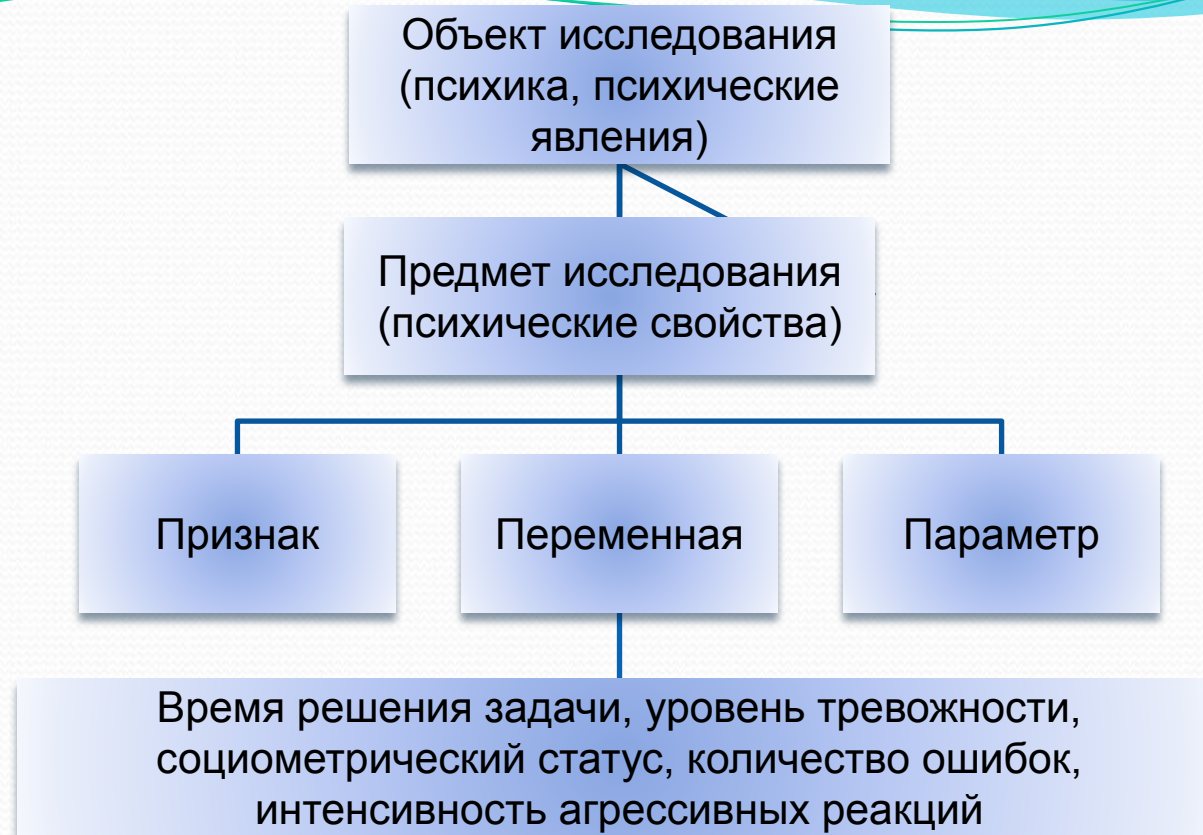 Объект исследования
(психика, психические
явления)
Предмет исследования
(психические свойства)
Признак
Переменная
Параметр
Время решения задачи, уровень тревожности,
социометрический статус, количество ошибок,
интенсивность агрессивных реакций